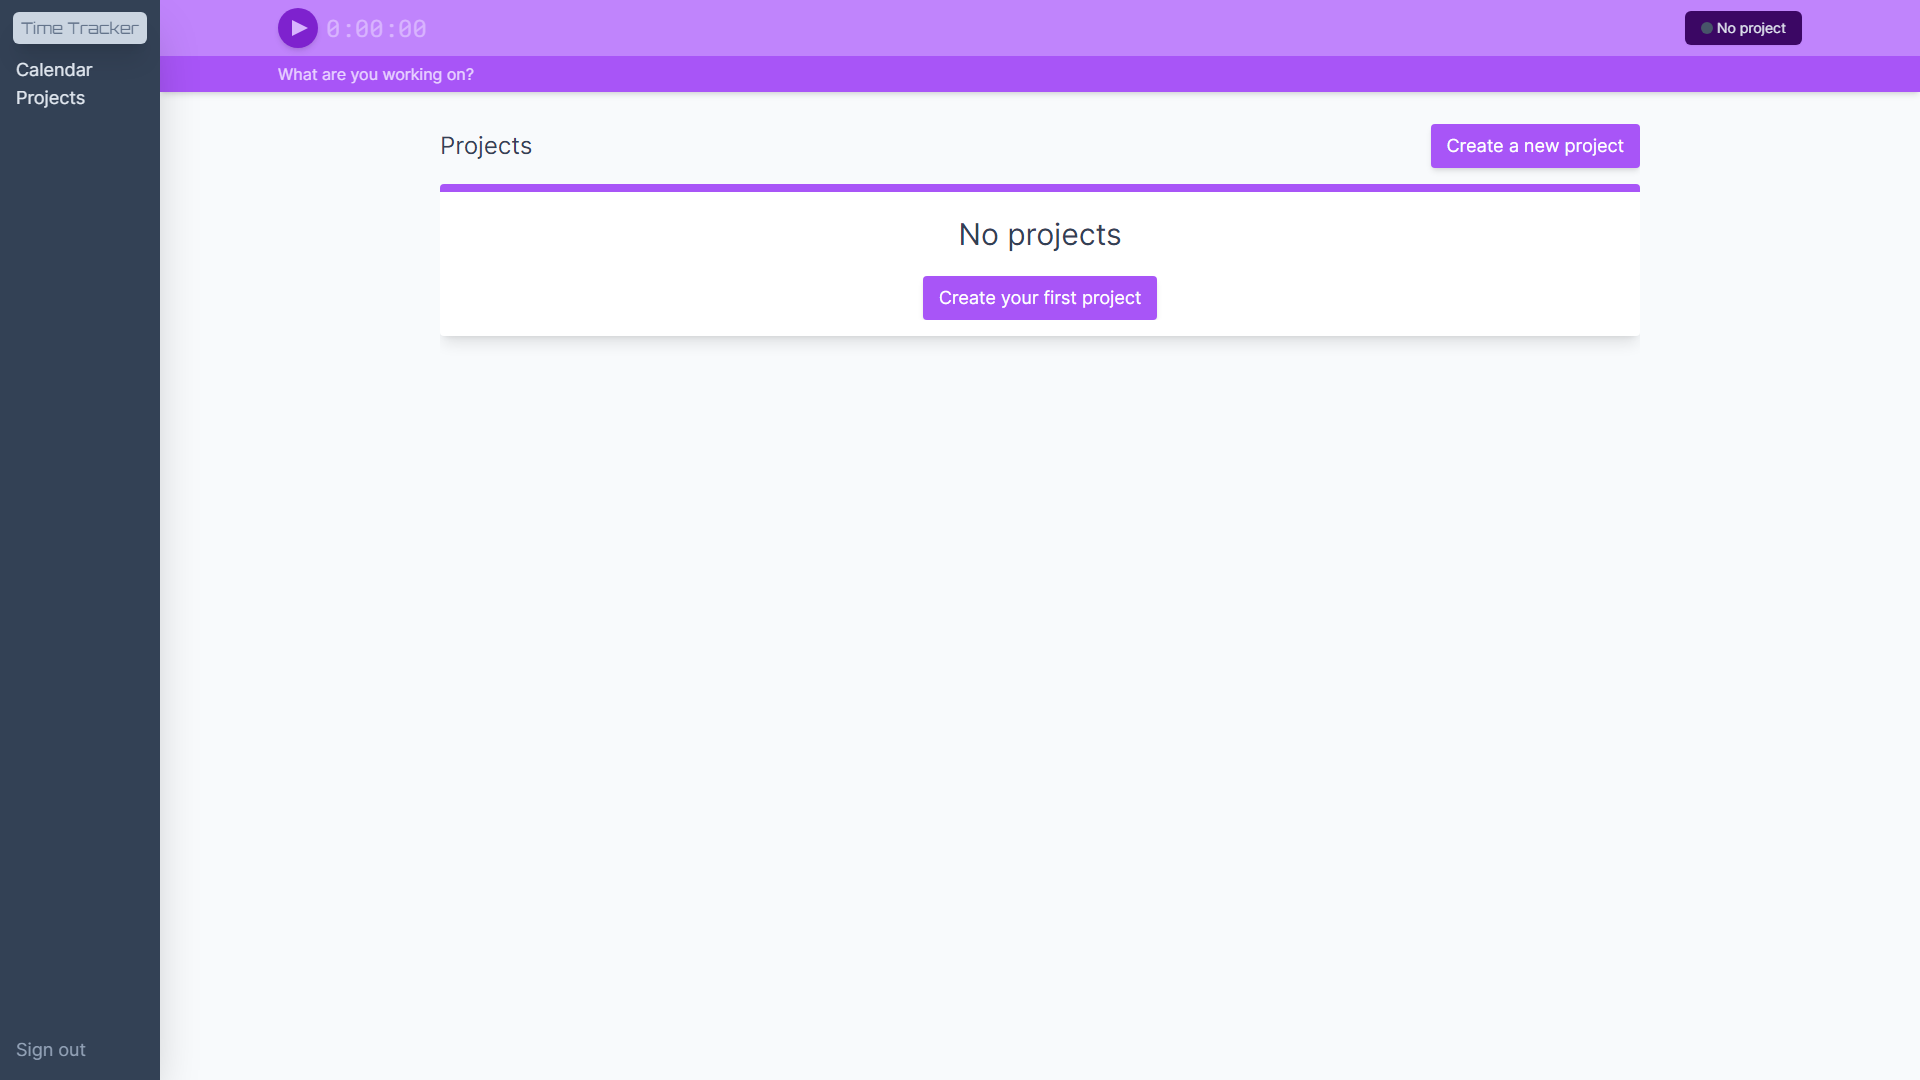 Time Tracker
Calendar
Projects
Sign out
0:00:00
No project
What are you working on?
Projects
Create a new project
No projects
Create your first project